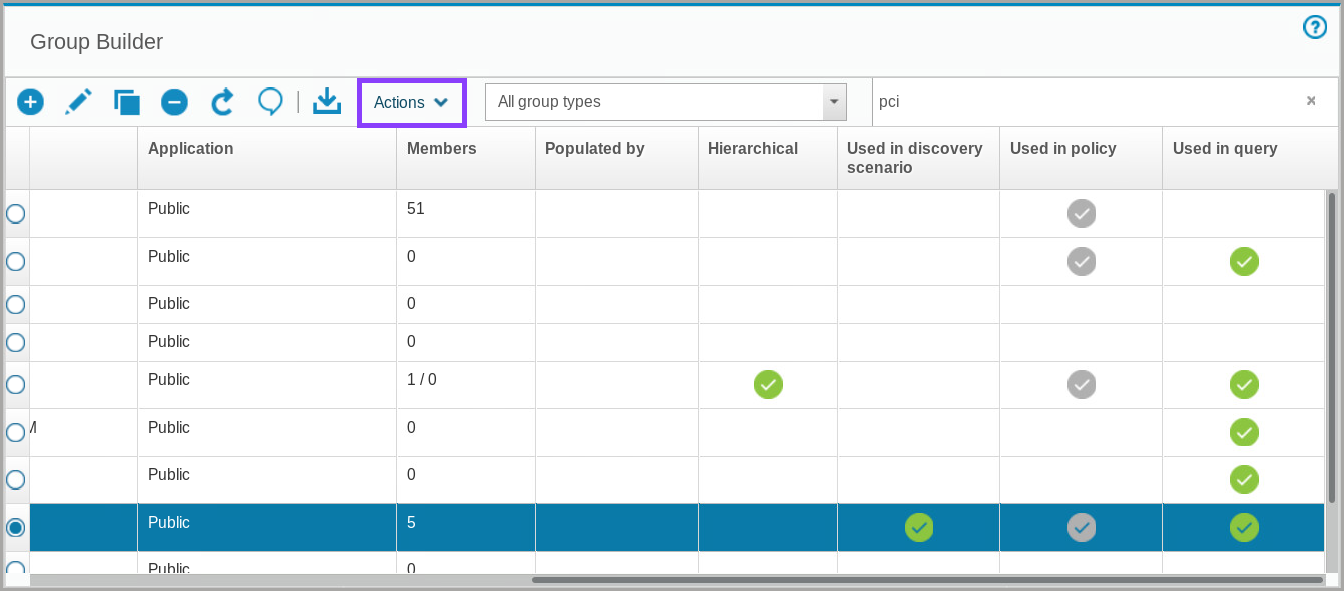 Group Builder
?
Actions
All group types
pci
×
Application Members Populated by Hierarchical Used in discovery scenario Used in policy Used in query
Public 51
Public 0
Public 0
Public 0
Public 1 / 0
M Public 0
Public 0
Public 5
Public 0